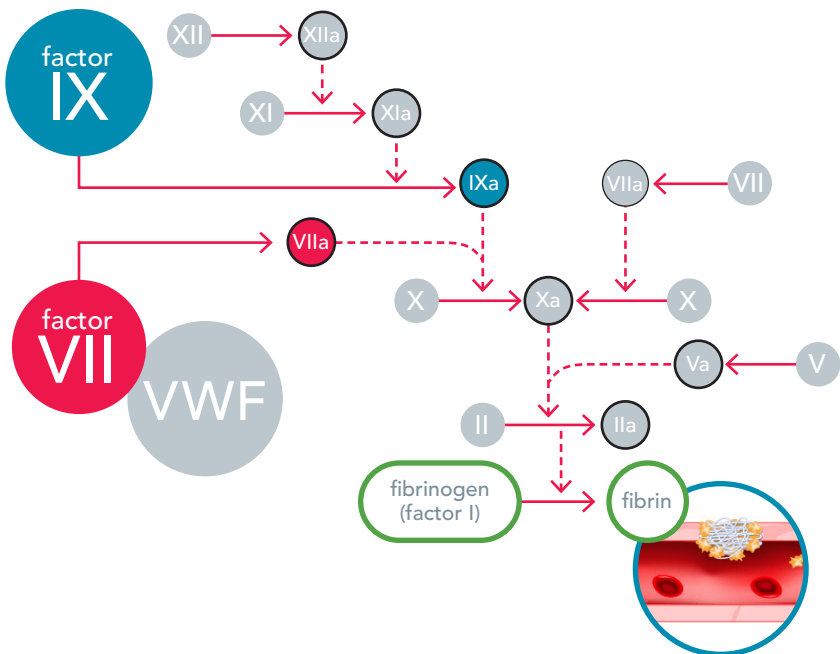 factor
IX
XII
XIIa
XI
XIa
IXa
VIIa
VII
VIIa
factor
VII
VWF
X
Xa
X
Va
V
II
IIa
fibrinogen
(factor I)
fibrin